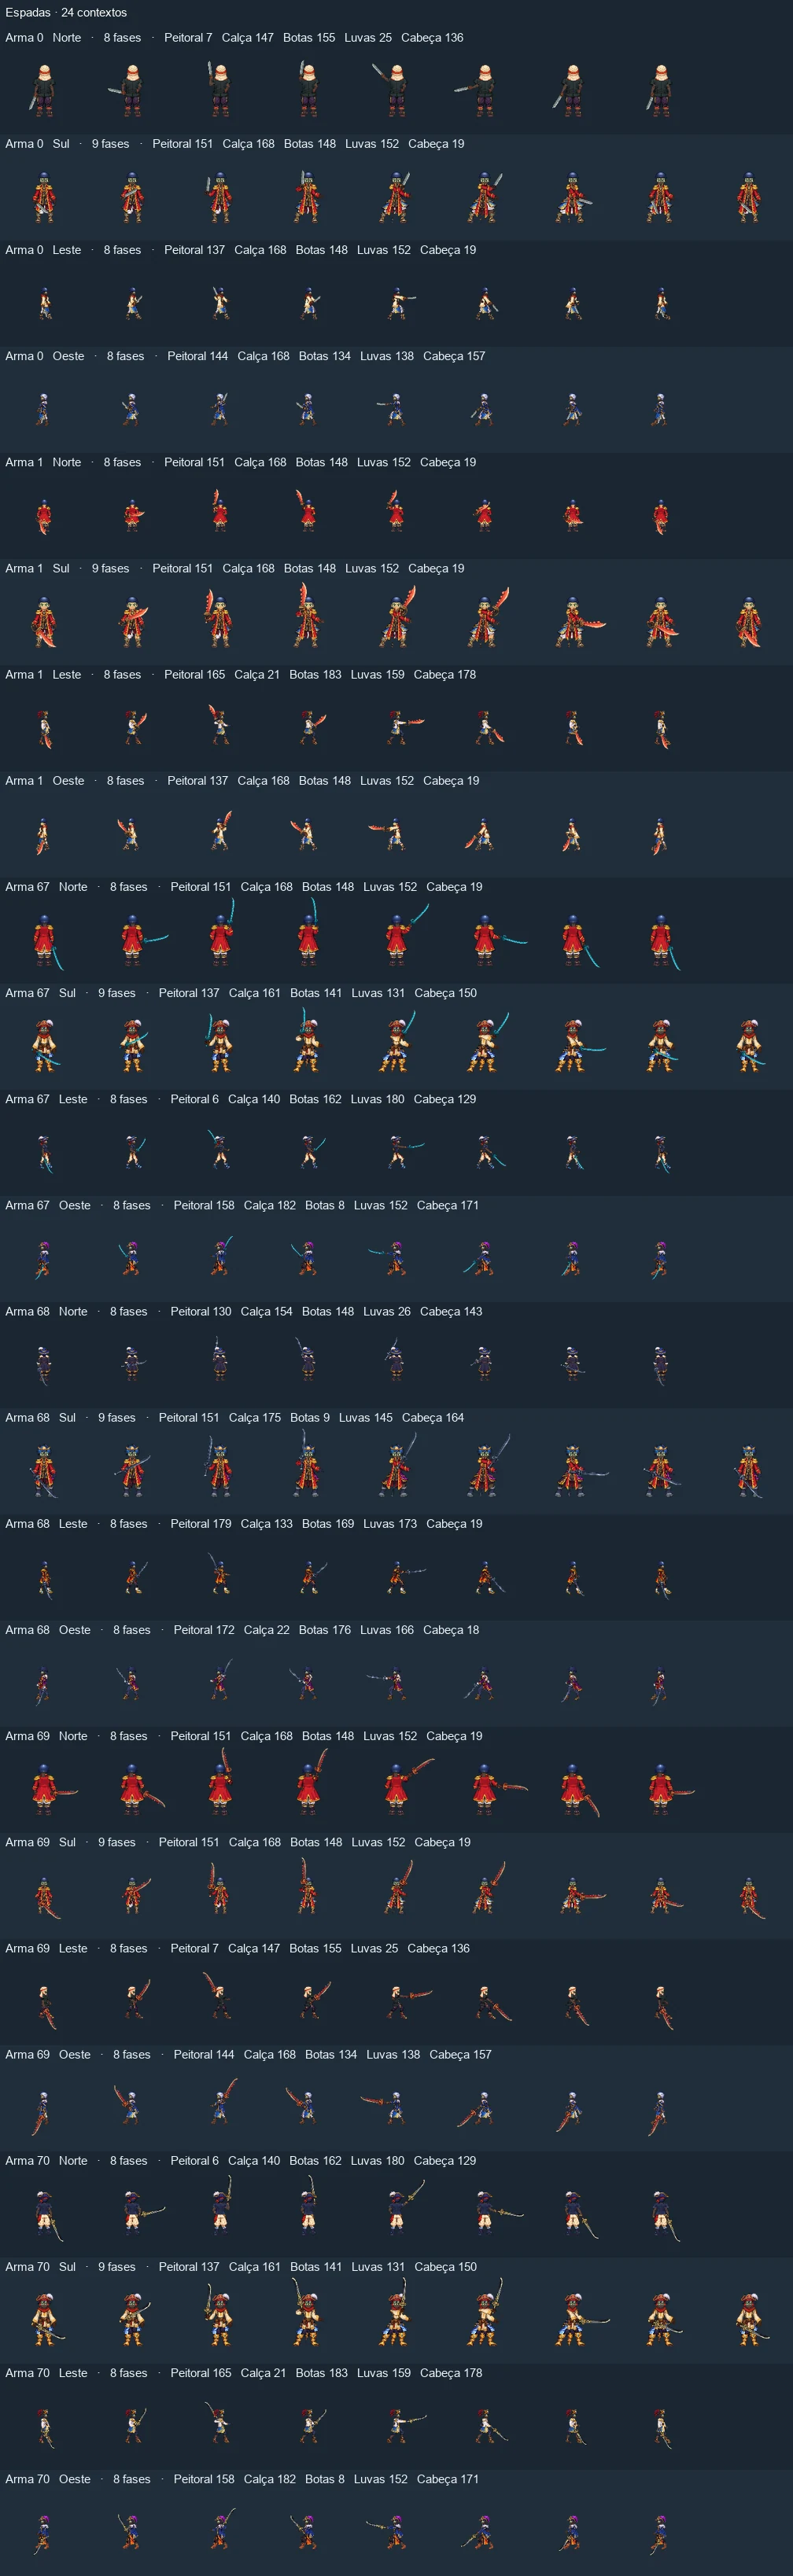 Espadas · 24 contextos
Arma 0 Norte · 8 fases · Peitoral 7 Calça 147 Botas 155 Luvas 25 Cabeça 136
Arma 0 Sul · 9 fases · Peitoral 151 Calça 168 Botas 148 Luvas 152 Cabeça 19
Arma 0 Leste · 8 fases · Peitoral 137 Calça 168 Botas 148 Luvas 152 Cabeça 19
Arma 0 Oeste · 8 fases · Peitoral 144 Calça 168 Botas 134 Luvas 138 Cabeça 157
Arma 1 Norte · 8 fases · Peitoral 151 Calça 168 Botas 148 Luvas 152 Cabeça 19
Arma 1 Sul · 9 fases · Peitoral 151 Calça 168 Botas 148 Luvas 152 Cabeça 19
Arma 1 Leste · 8 fases · Peitoral 165 Calça 21 Botas 183 Luvas 159 Cabeça 178
Arma 1 Oeste · 8 fases · Peitoral 137 Calça 168 Botas 148 Luvas 152 Cabeça 19
Arma 67 Norte · 8 fases · Peitoral 151 Calça 168 Botas 148 Luvas 152 Cabeça 19
Arma 67 Sul · 9 fases · Peitoral 137 Calça 161 Botas 141 Luvas 131 Cabeça 150
Arma 67 Leste · 8 fases · Peitoral 6 Calça 140 Botas 162 Luvas 180 Cabeça 129
Arma 67 Oeste · 8 fases · Peitoral 158 Calça 182 Botas 8 Luvas 152 Cabeça 171
Arma 68 Norte · 8 fases · Peitoral 130 Calça 154 Botas 148 Luvas 26 Cabeça 143
Arma 68 Sul · 9 fases · Peitoral 151 Calça 175 Botas 9 Luvas 145 Cabeça 164
Arma 68 Leste · 8 fases · Peitoral 179 Calça 133 Botas 169 Luvas 173 Cabeça 19
Arma 68 Oeste · 8 fases · Peitoral 172 Calça 22 Botas 176 Luvas 166 Cabeça 18
Arma 69 Norte · 8 fases · Peitoral 151 Calça 168 Botas 148 Luvas 152 Cabeça 19
Arma 69 Sul · 9 fases · Peitoral 151 Calça 168 Botas 148 Luvas 152 Cabeça 19
Arma 69 Leste · 8 fases · Peitoral 7 Calça 147 Botas 155 Luvas 25 Cabeça 136
Arma 69 Oeste · 8 fases · Peitoral 144 Calça 168 Botas 134 Luvas 138 Cabeça 157
Arma 70 Norte · 8 fases · Peitoral 6 Calça 140 Botas 162 Luvas 180 Cabeça 129
Arma 70 Sul · 9 fases · Peitoral 137 Calça 161 Botas 141 Luvas 131 Cabeça 150
Arma 70 Leste · 8 fases · Peitoral 165 Calça 21 Botas 183 Luvas 159 Cabeça 178
Arma 70 Oeste · 8 fases · Peitoral 158 Calça 182 Botas 8 Luvas 152 Cabeça 171